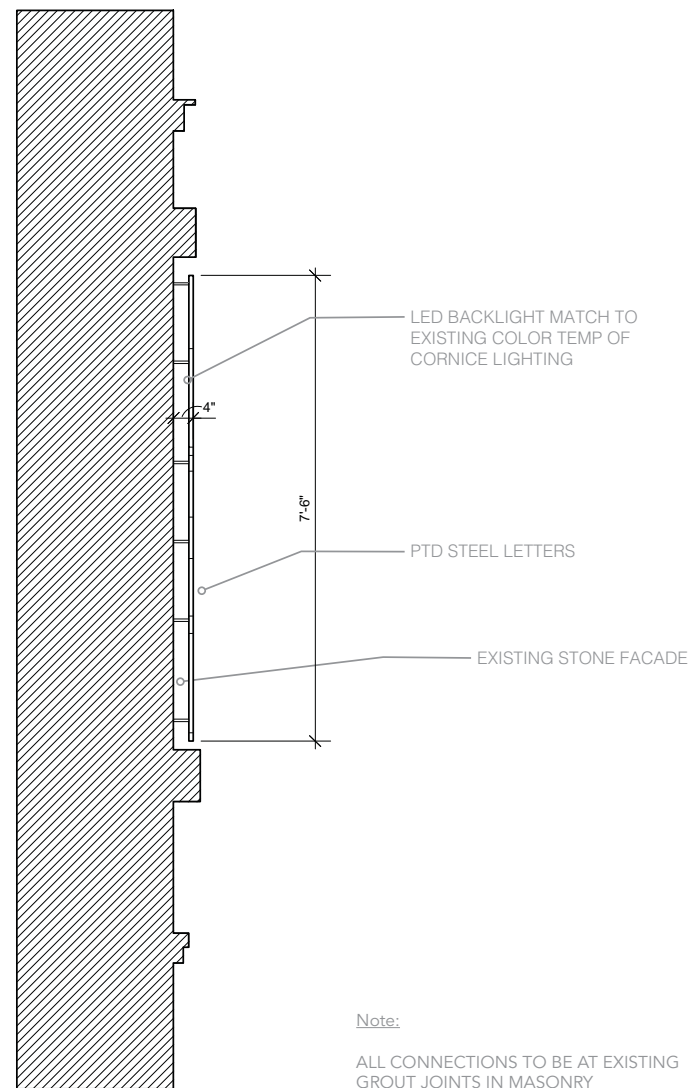 LED BACKLIGHT MATCH TO
EXISTING COLOR TEMP OF
CORNICE LIGHTING
4"
7'-6"
PTD STEEL LETTERS
EXISTING STONE FACADE
Note:
ALL CONNECTIONS TO BE AT EXISTING
GROUT JOINTS IN MASONRY